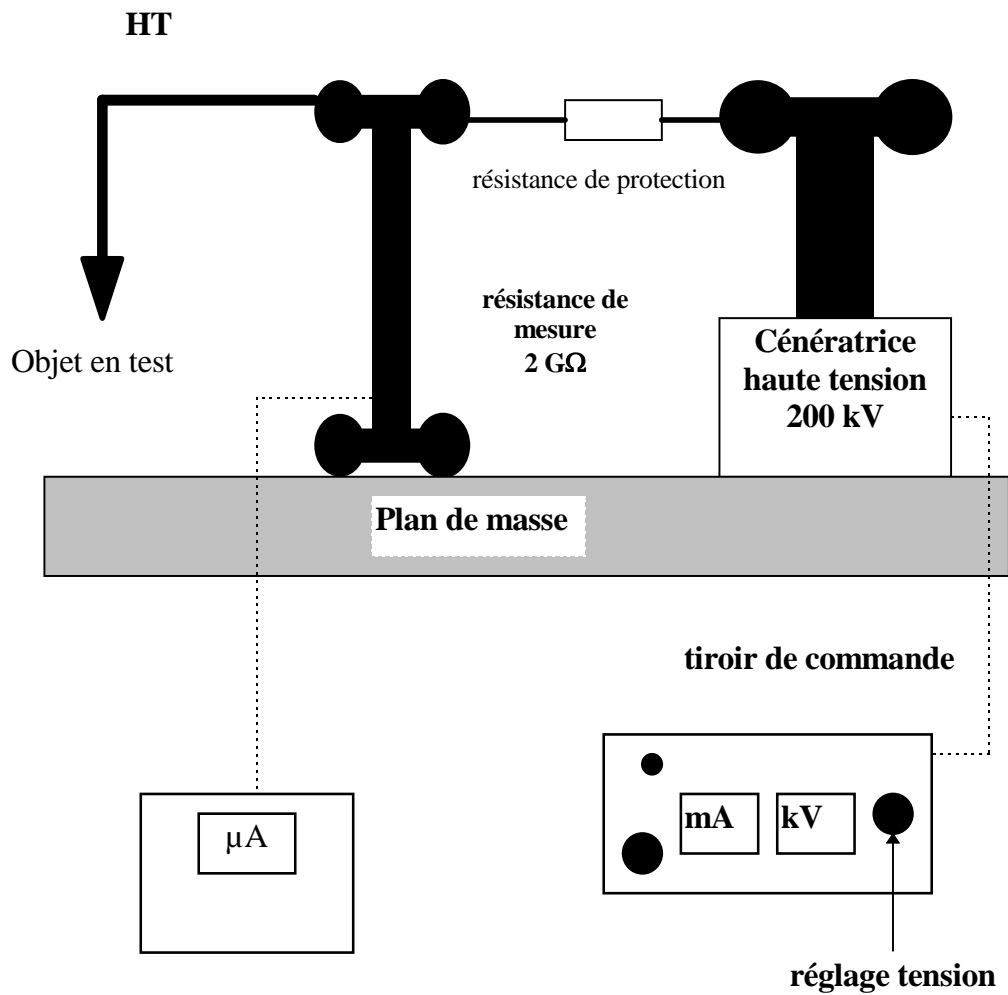 HT
résistance de protection
résistance de
mesure
2 GΩ
Objet en test
Cénératrice
haute tension
200 kV
Plan de masse
tiroir de commande
µA
mA
kV
réglage tension